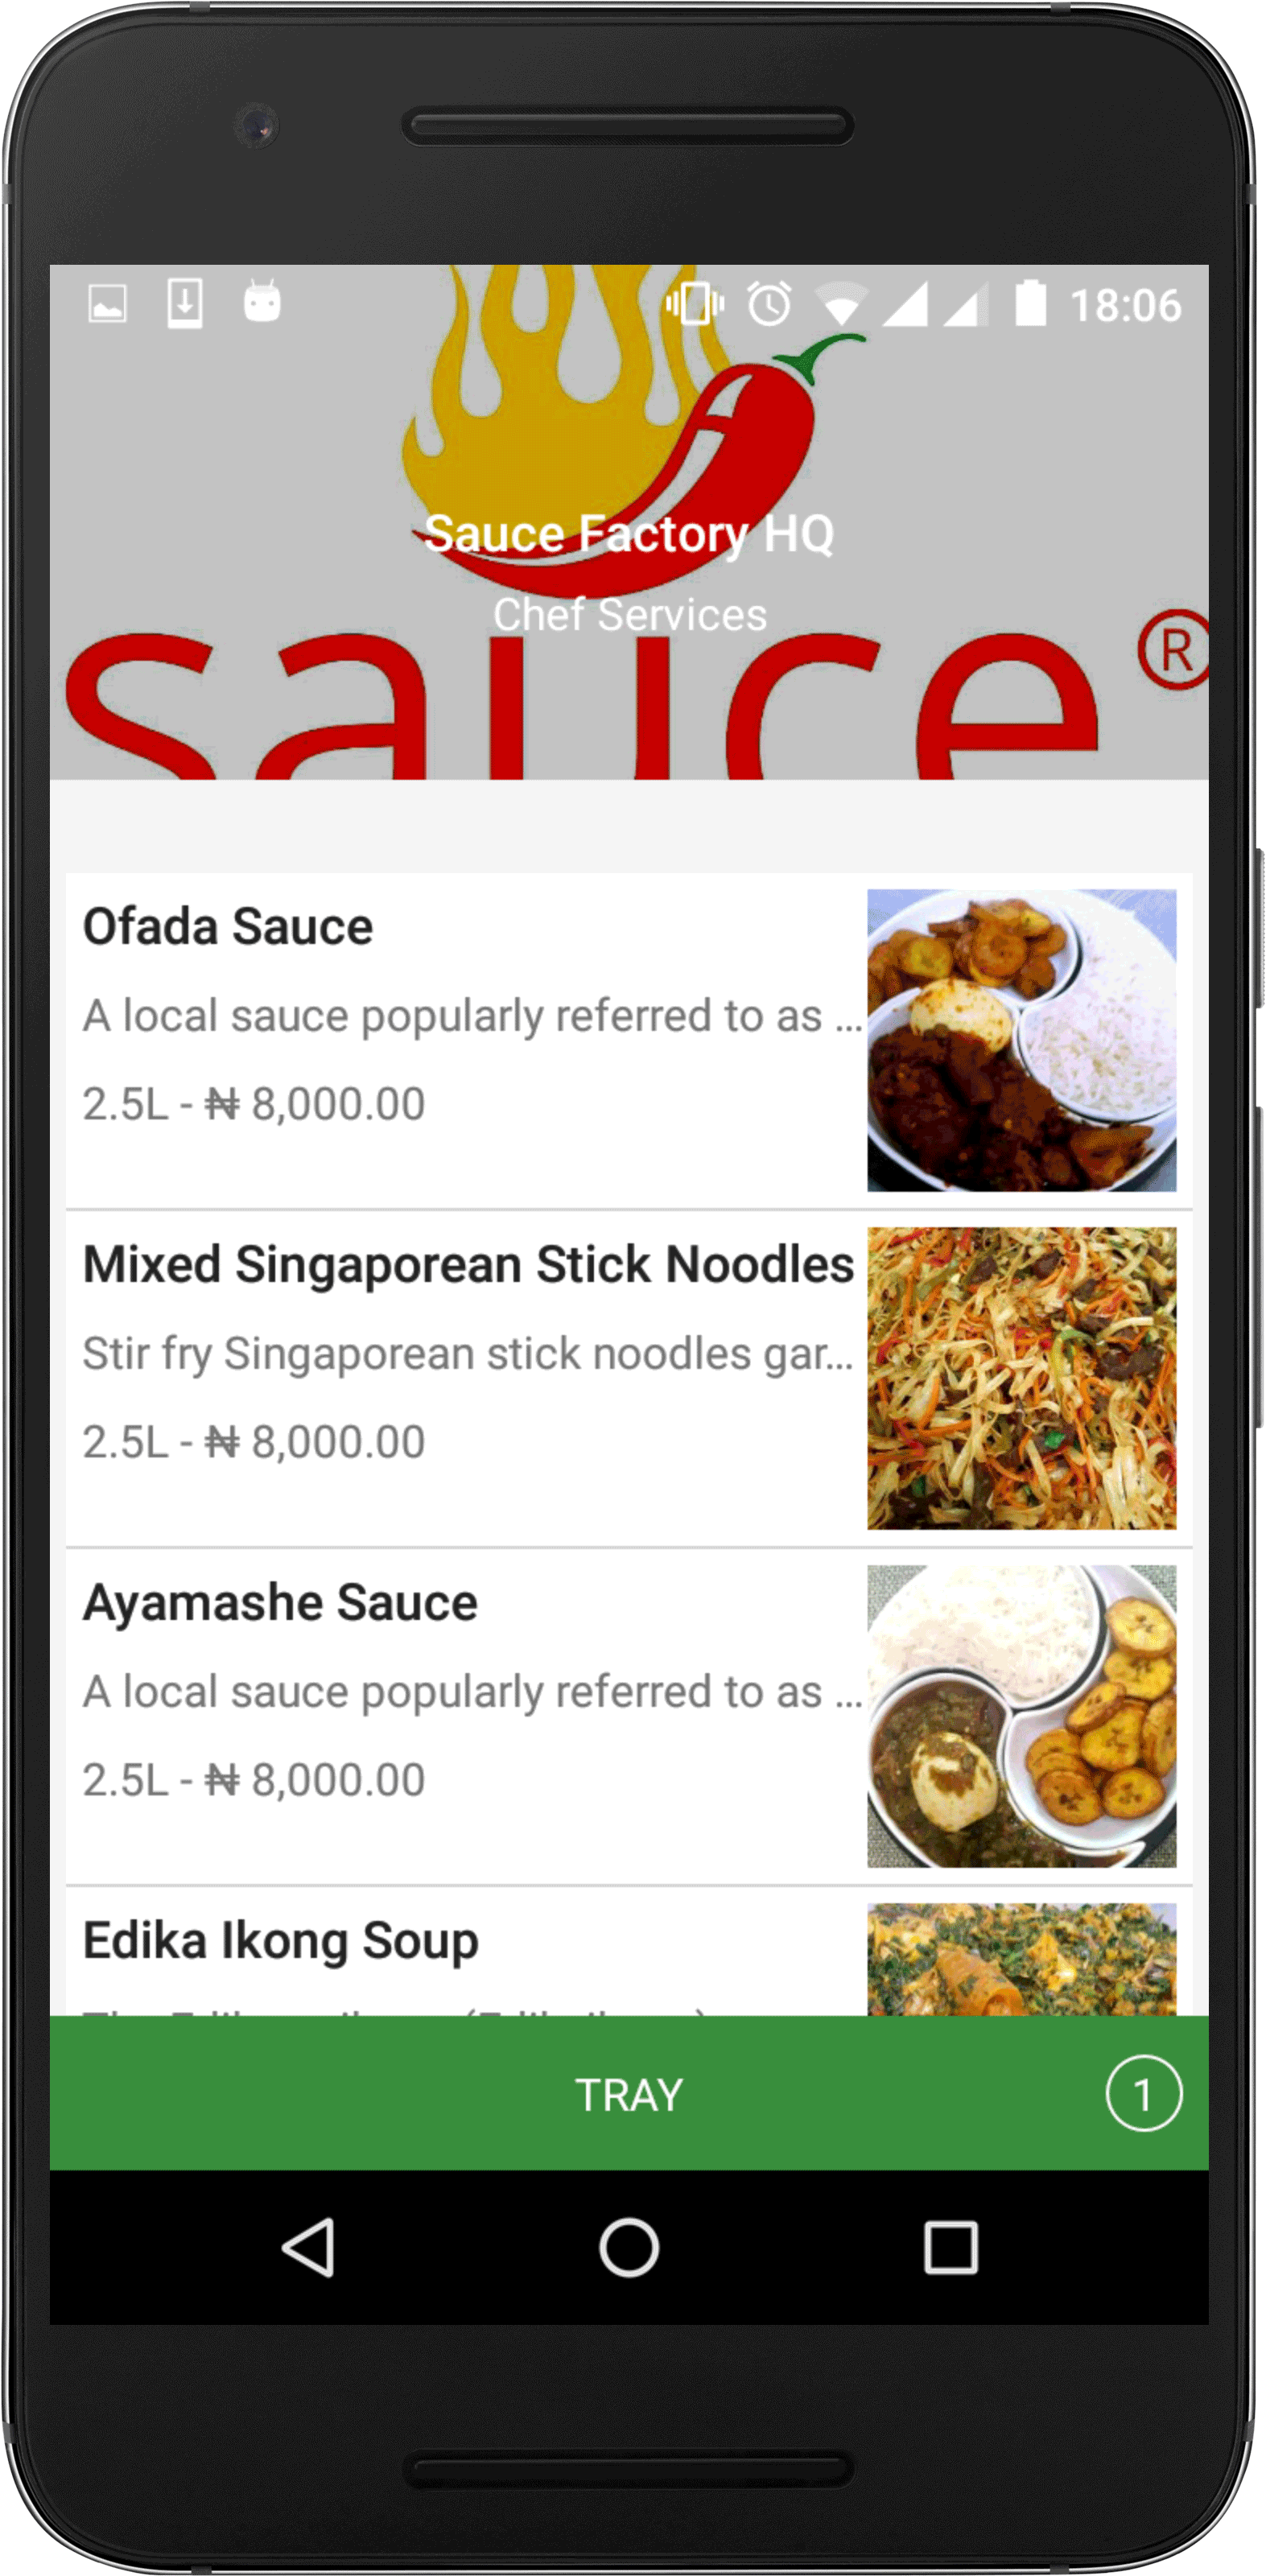 18:06
Sauce Factory HQ
Chef Services
sauce®
Ofada Sauce
A local sauce popularly referred to as ...
2.5L - ₦ 8,000.00
Mixed Singaporean Stick Noodles
Stir fry Singaporean stick noodles gar...
2.5L - ₦ 8,000.00
Ayamashe Sauce
A local sauce popularly referred to as ...
2.5L - ₦ 8,000.00
Edika Ikong Soup
TRAY 1